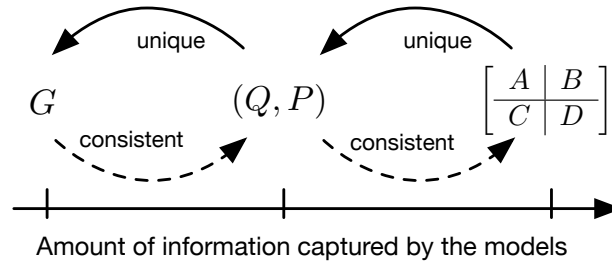 unique unique
G (Q, P) [ A | B
C | D ]
consistent consistent
Amount of information captured by the models